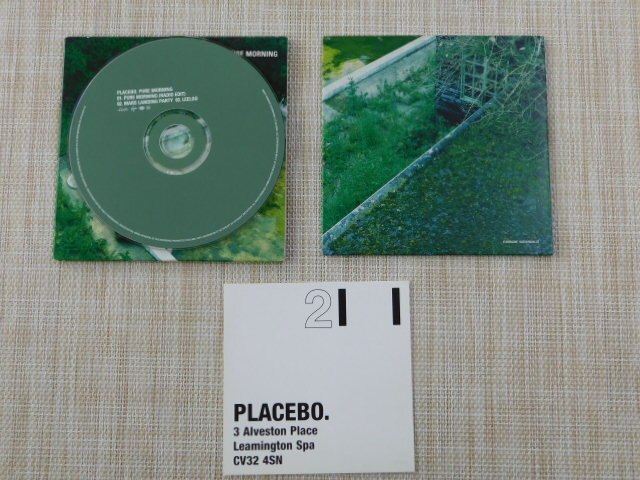 PURE MORNING
PLACEBO. PURE MORNING
01. PURE MORNING (RADIO EDIT)
02. MARS LANDING PARTY 03. LEELOO
2
PLACEBO.
3 Alveston Place
Leamington Spa
CV32 4SN